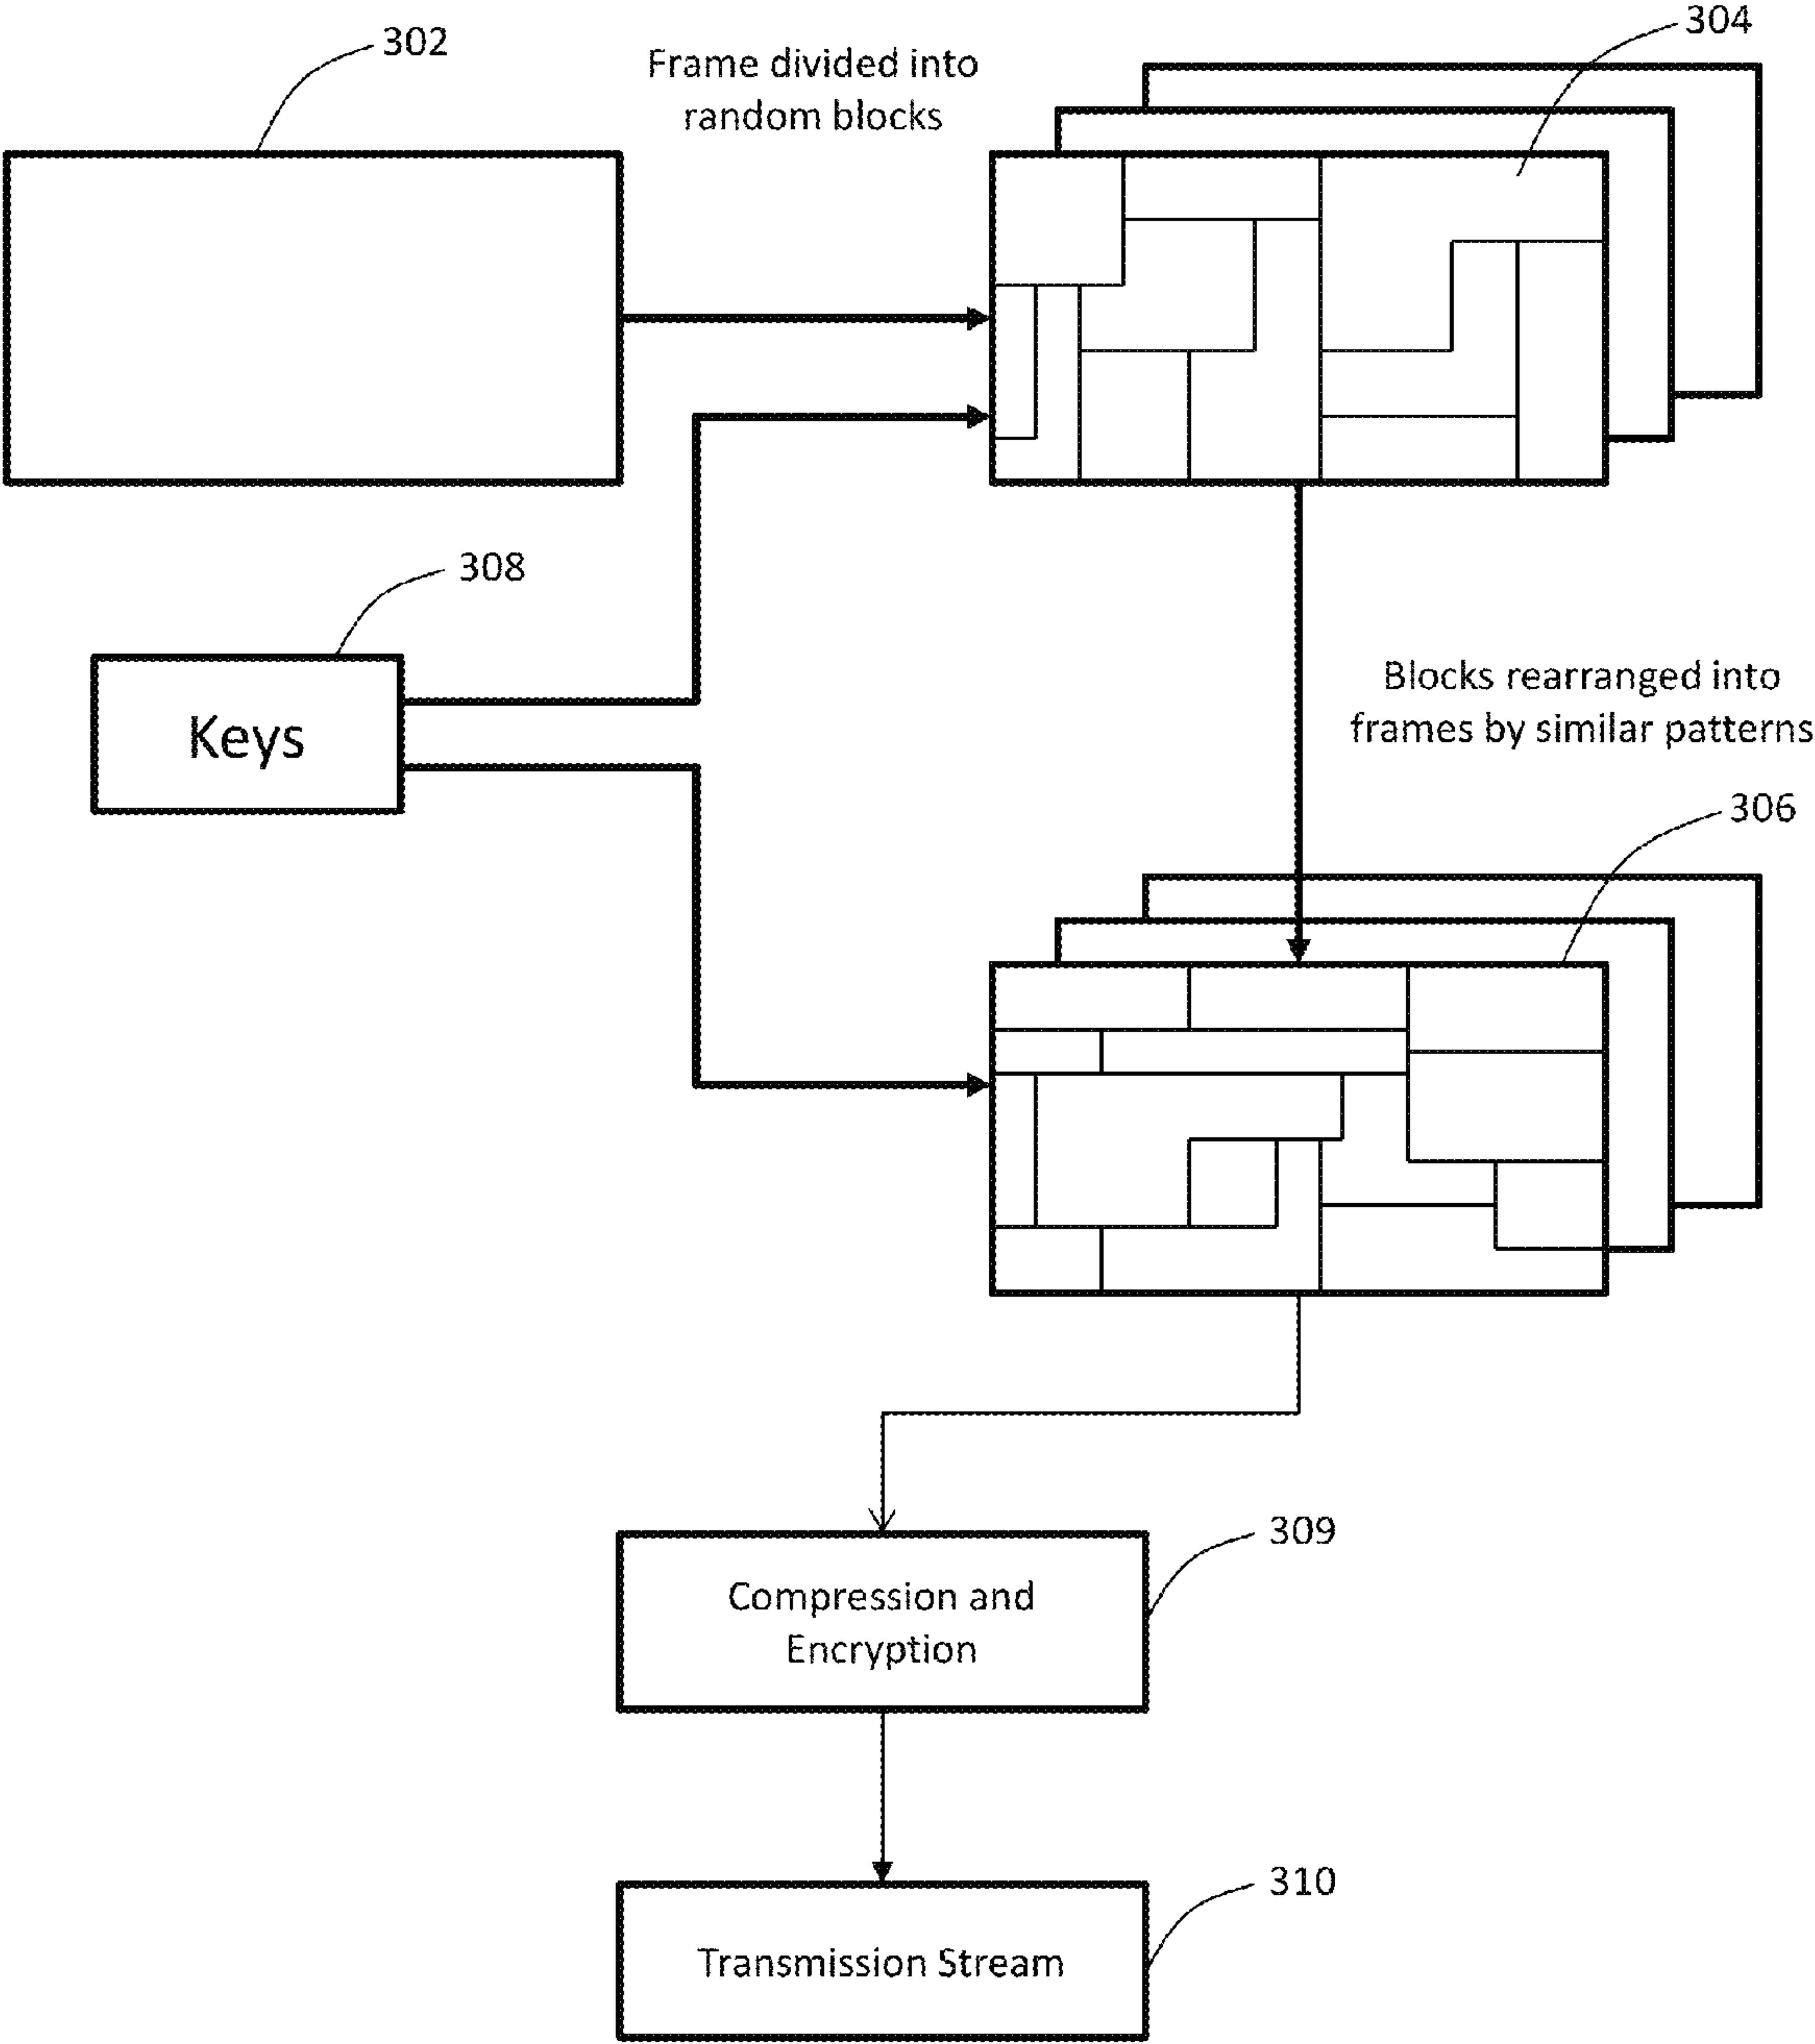 302
Frame divided into
random blocks
304
308
Keys
Blocks rearranged into
frames by similar patterns
306
309
Compression and
Encryption
310
Transmission Stream